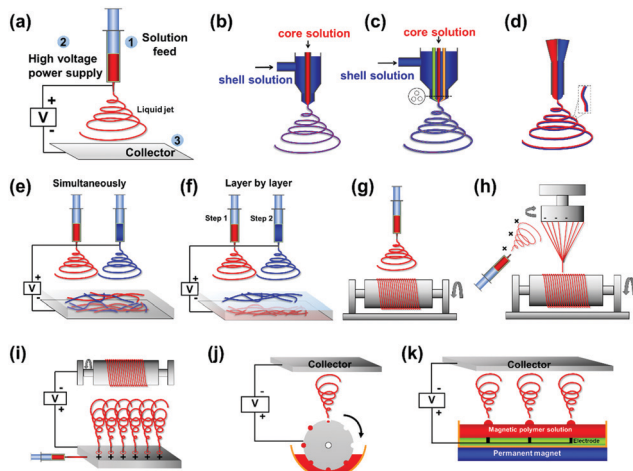 (a)
2
1
Solution
feed
High voltage
power supply
+
V
-
Liquid jet
3
Collector
(b)
core solution
shell solution
(c)
core solution
shell solution
(d)
(e)
Simultaneously
+
V
-
(f)
Layer by layer
Step 1
Step 2
+
V
-
(g)
(h)
(i)
-
V
+
+ + + + + +
(j)
Collector
-
V
+
(k)
Collector
-
V
+
Magnetic polymer solution
Electrode
Permanent magnet